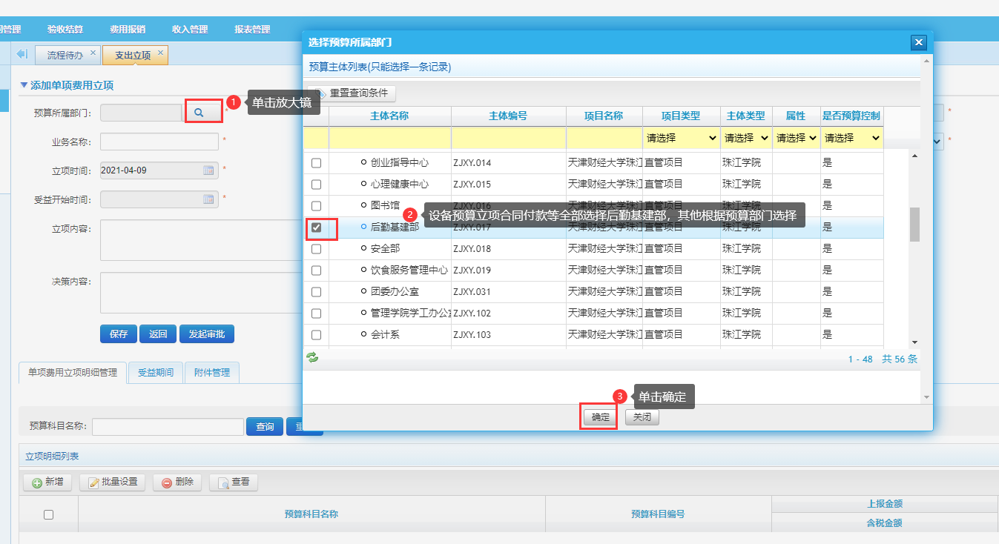 管理 验收结算 费用报销 收入管理 报表管理
流程待办 × 支出立项 ×
添加单项费用立项
预算所属部门: * 1 单击放大镜
业务名称: *
立项时间: 2021-04-09 *
受益开始时间: *
立项内容:
决策内容:
保存 返回 发起审批
单项费用立项明细管理 受益期间 附件管理
预算科目名称: 查询
立项明细列表
新增 批量设置 删除 查看
预算科目名称 预算科目编号 上报金额
含税金额
选择预算所属部门
预算主体列表(只能选择一条记录)
重置查询条件
主体名称 主体编号 项目名称 项目类型 主体类型 属性 是否预算控制
请选择 请选择 请选择 请选择
创业指导中心 ZJXY.014 天津财经大学珠江 直管项目 珠江学院 是
心理健康中心 ZJXY.015 天津财经大学珠江 直管项目 珠江学院 是
图书馆 ZJXY.016 天津财经大学珠江 直管项目 珠江学院 是
2 设备预算立项合同付款等全部选择后勤基建部，其他根据预算部门选择
后勤基建部 ZJXY.017 天津财经大学珠江 直管项目 珠江学院 是
安全部 ZJXY.018 天津财经大学珠江 直管项目 珠江学院 是
饮食服务管理中心 ZJXY.019 天津财经大学珠江 直管项目 珠江学院 是
团委办公室 ZJXY.031 天津财经大学珠江 直管项目 珠江学院 是
管理学院学工办公室 ZJXY.102 天津财经大学珠江 直管项目 珠江学院 是
会计系 ZJXY.103 天津财经大学珠江 直管项目 珠江学院 是
1 - 48 共 56 条
3 单击确定
确定 关闭